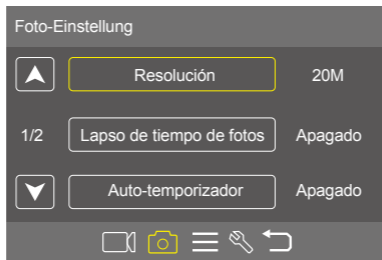 Foto-Einstellung
Resolución 20M
1/2 Lapso de tiempo de fotos Apagado
Auto-temporizador Apagado